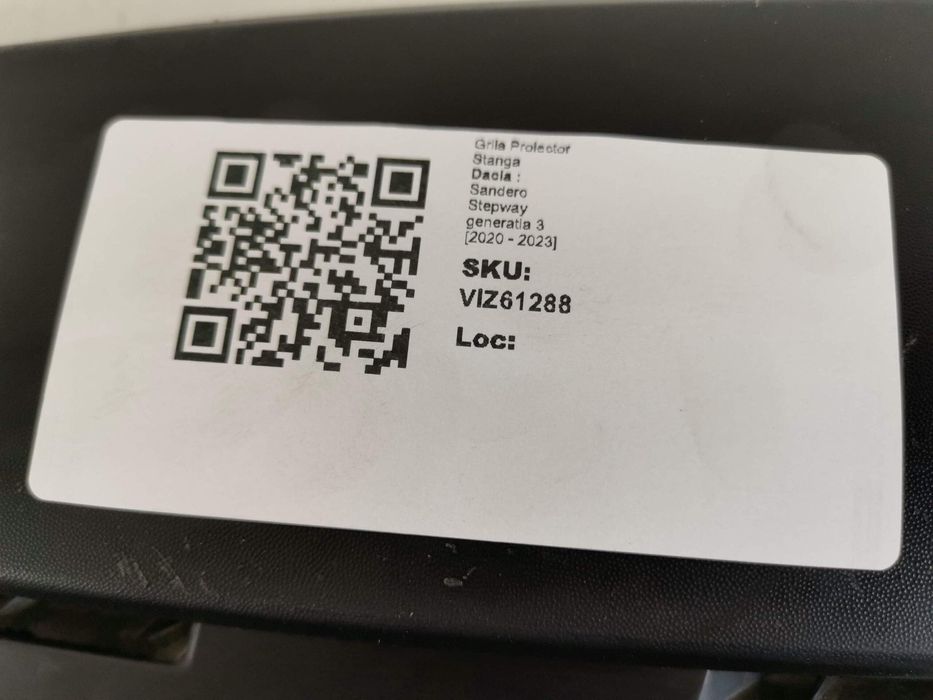 Grila Proiector
Stanga
Dacia :
Sandero
Stepway
generatia 3
[2020 - 2023]
SKU:
VIZ61288
Loc: